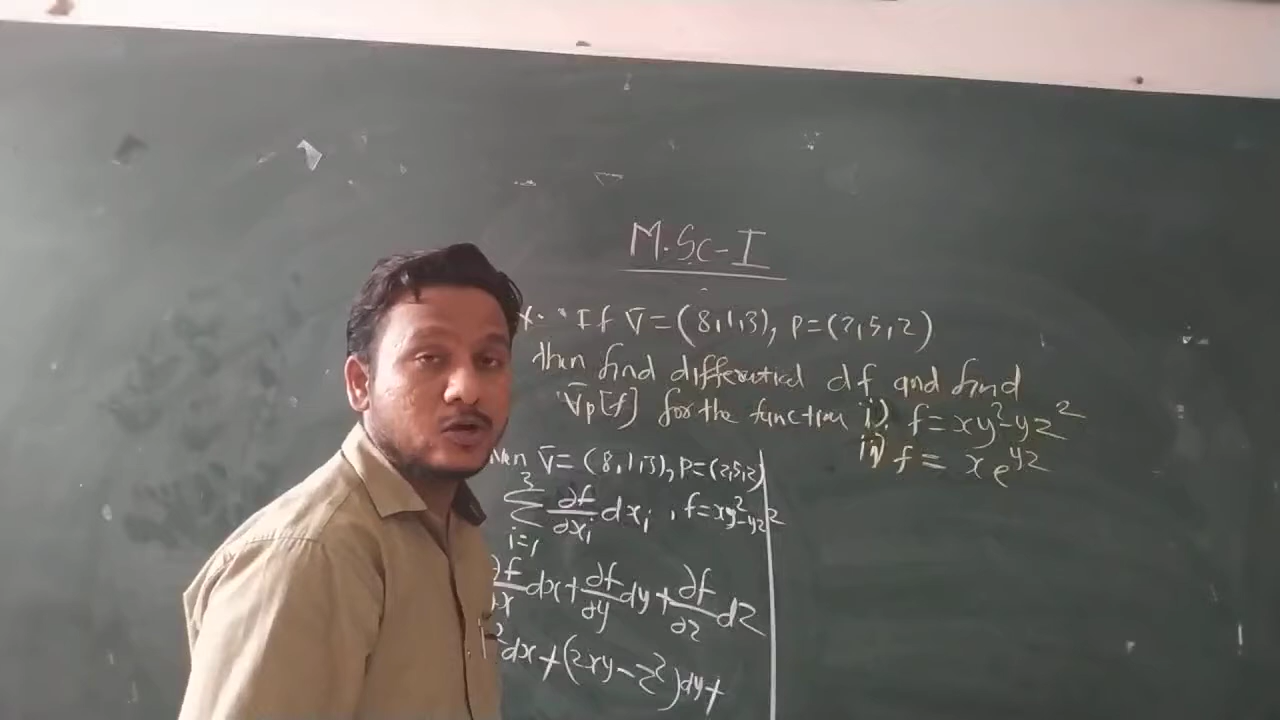 M.Sc-I
If V̄=(8,1,3), P=(2,5,2)
then find differential df and find
V̄p[f] for the function i) f=xy²-yz²
ii) f= xe^yz
V̄= (8,1,3), P=(2,5,2)
3
Σ ∂f/∂xi dxi , f=xy²-yz²
i=1
∂f/∂x dx+∂f/∂y dy+∂f/∂z dz
²dx+(2xy-z²)dy+